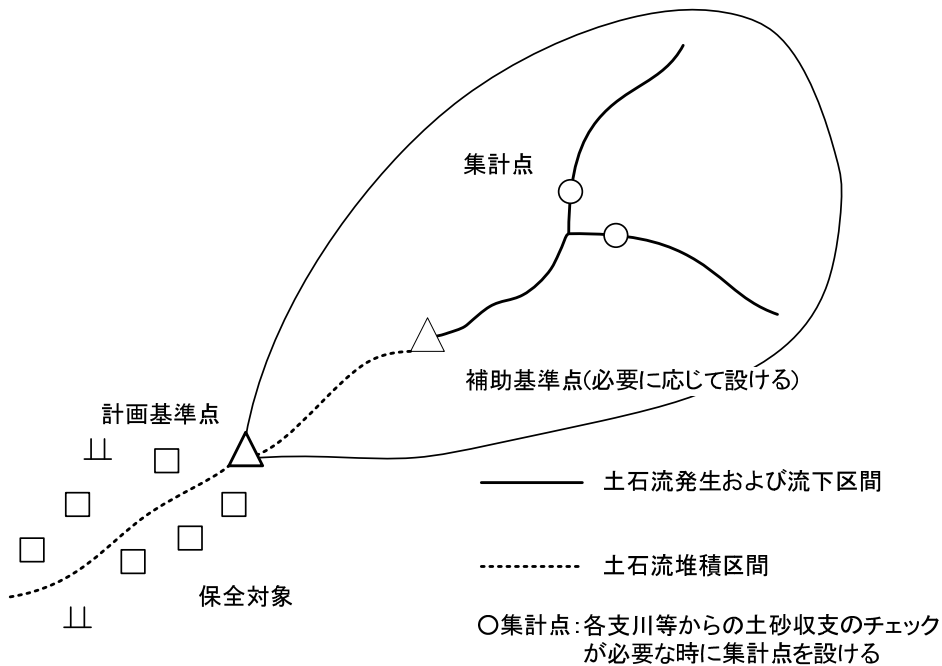 集計点
補助基準点(必要に応じて設ける)
計画基準点
土石流発生および流下区間
土石流堆積区間
保全対象
○集計点：各支川等からの土砂収支のチェック
が必要な時に集計点を設ける